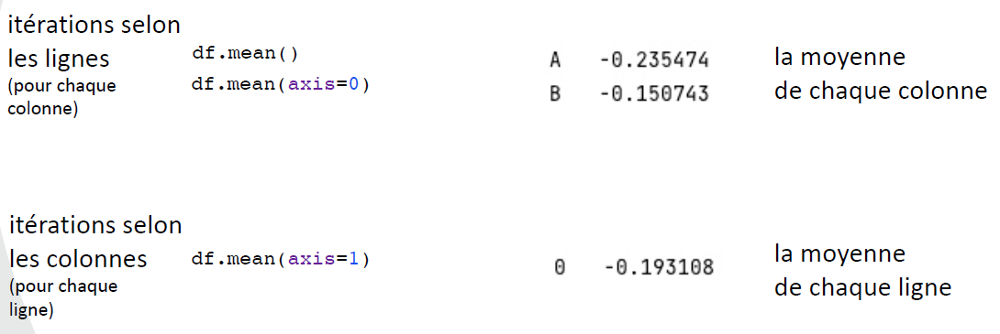 itérations selon
les lignes
(pour chaque
colonne)
df.mean()
df.mean(axis=0)
A -0.235474
B -0.150743
la moyenne
de chaque colonne
itérations selon
les colonnes
(pour chaque
ligne)
df.mean(axis=1)
0 -0.193108
la moyenne
de chaque ligne